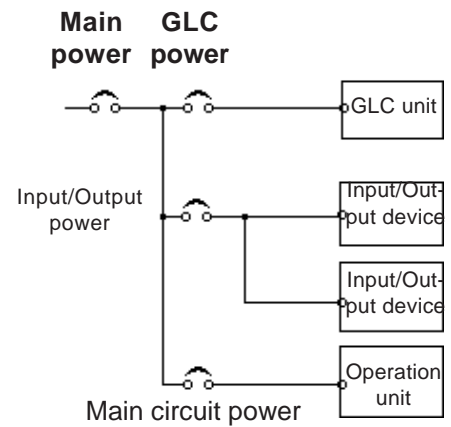 Main
power
GLC
power
GLC unit
Input/Output
power
Input/Out-
put device
Input/Out-
put device
Operation
unit
Main circuit power